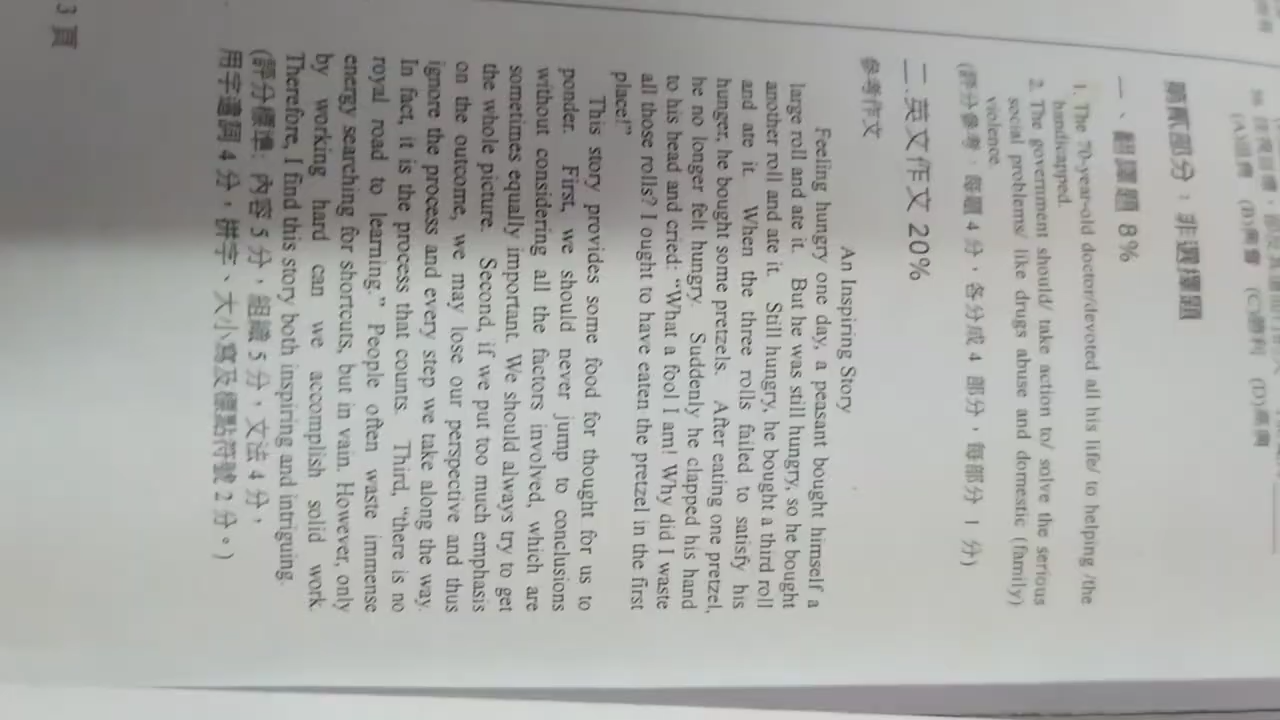 第貳部分，非選擇題
一、翻譯題 8%
1. The 70-year-old doctor/devoted all his life/ to helping /the
handicapped.
2. The government should/ take action to/ solve the serious
social problems/ like drugs abuse and domestic (family)
violence.
(評分參考，每題 4 分，各分成 4 部分，每部分 1 分)
二.英文作文 20%
參考作文
An Inspiring Story
Feeling hungry one day, a peasant bought himself a
large roll and ate it. But he was still hungry, so he bought
another roll and ate it. Still hungry, he bought a third roll
and ate it. When the three rolls failed to satisfy his
hunger, he bought some pretzels. After eating one pretzel,
he no longer felt hungry. Suddenly he clapped his hand
to his head and cried: “What a fool I am! Why did I waste
all those rolls? I ought to have eaten the pretzel in the first
place!”
This story provides some food for thought for us to
ponder. First, we should never jump to conclusions
without considering all the factors involved, which are
sometimes equally important. We should always try to get
the whole picture. Second, if we put too much emphasis
on the outcome, we may lose our perspective and thus
ignore the process and every step we take along the way.
In fact, it is the process that counts. Third, “there is no
royal road to learning.” People often waste immense
energy searching for shortcuts, but in vain. However, only
by working hard can we accomplish solid work.
Therefore, I find this story both inspiring and intriguing.
(評分標準: 內容 5 分，組織 5 分，文法 4 分，
用字遣詞 4 分，拼字、大小寫及標點符號 2 分。)
3 頁